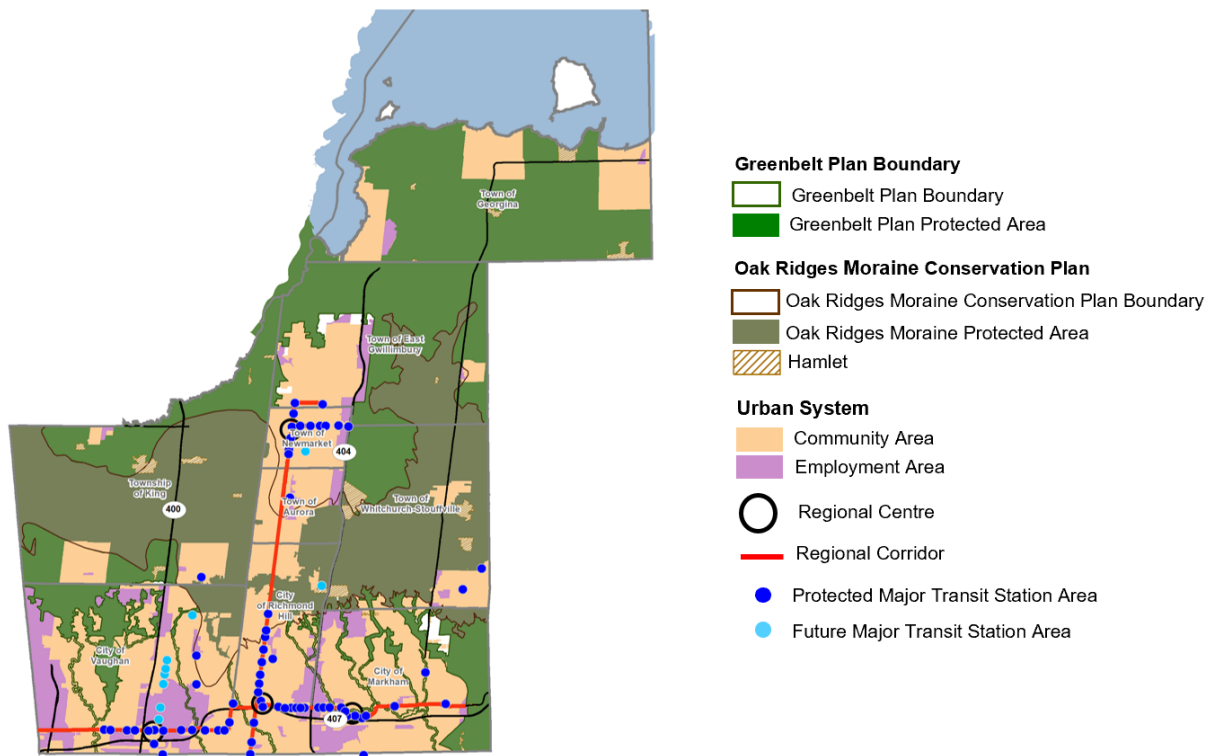 Town of
Georgina
Town of East
Gwillimbury
Town of
Newmarket
404
Township
of King
400
Town of
Aurora
Town of
Whitchurch-Stouffville
City
of Richmond
Hill
City of
Vaughan
City of
Markham
407
Greenbelt Plan Boundary
Greenbelt Plan Boundary
Greenbelt Plan Protected Area
Oak Ridges Moraine Conservation Plan
Oak Ridges Moraine Conservation Plan Boundary
Oak Ridges Moraine Protected Area
Hamlet
Urban System
Community Area
Employment Area
Regional Centre
Regional Corridor
Protected Major Transit Station Area
Future Major Transit Station Area